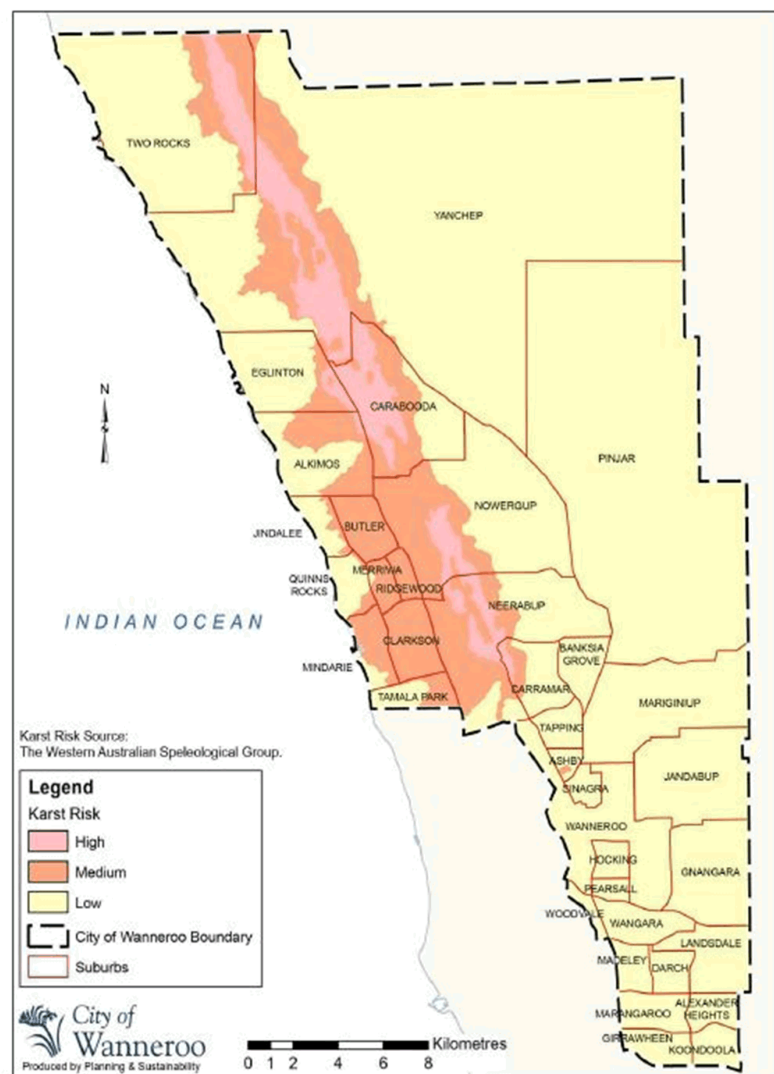 TWO ROCKS
YANCHEP
EGLINTON
N
CARABOODA
ALKIMOS
PINJAR
NOWERGUP
BUTLER
JINDALEE
MERRIWA
QUINNS
ROCKS
RIDGEWOOD
NEERABUP
INDIAN OCEAN
CLARKSON
BANKSIA
GROVE
MINDARIE
CARRAMAR
TAMALA PARK
MARIGINIUP
TAPPING
Karst Risk Source:
The Western Australian Speleological Group.
ASHBY
JANDABUP
SINAGRA
Legend
Karst Risk
High
Medium
Low
City of Wanneroo Boundary
Suburbs
WANNEROO
HOCKING
GNANGARA
PEARSALL
WOODVALE
WANGARA
LANDSDALE
MADELEY
DARCH
MARANGAROO
ALEXANDER
HEIGHTS
GIRRAWHEEN
KOONDOOLA
City of
Wanneroo
Produced by Planning & Sustainability
Kilometres
0 1 2 4 6 8